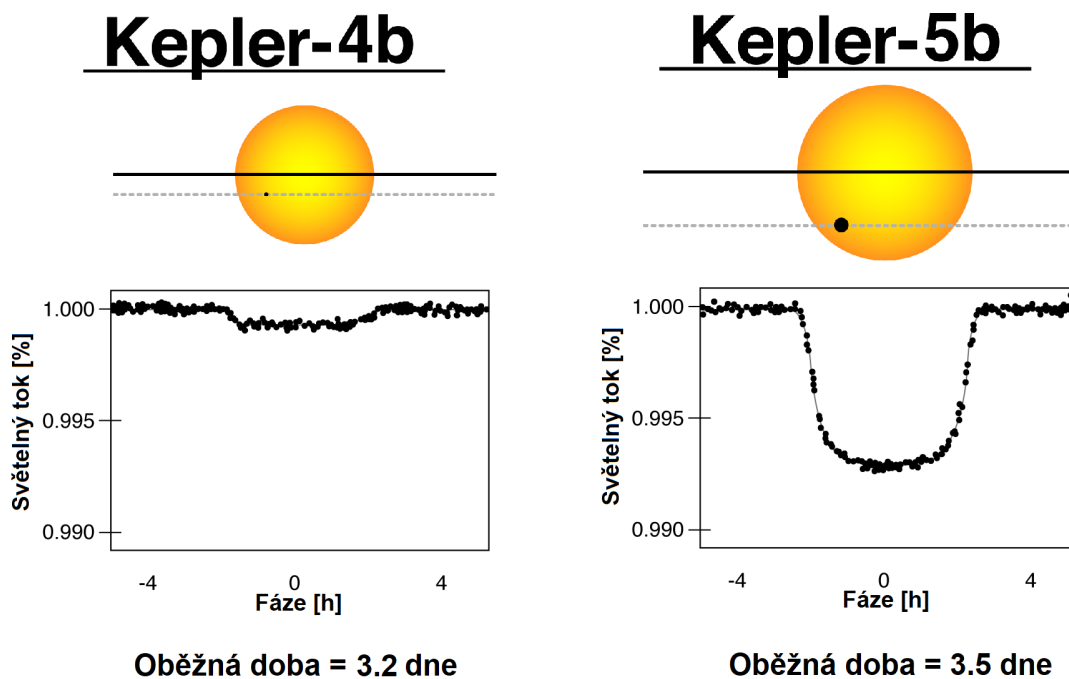 Kepler-4b
1.000
0.995
0.990
Světelný tok [%]
-4 0 4
Fáze [h]
Oběžná doba = 3.2 dne
Kepler-5b
1.000
0.995
0.990
Světelný tok [%]
-4 0 4
Fáze [h]
Oběžná doba = 3.5 dne